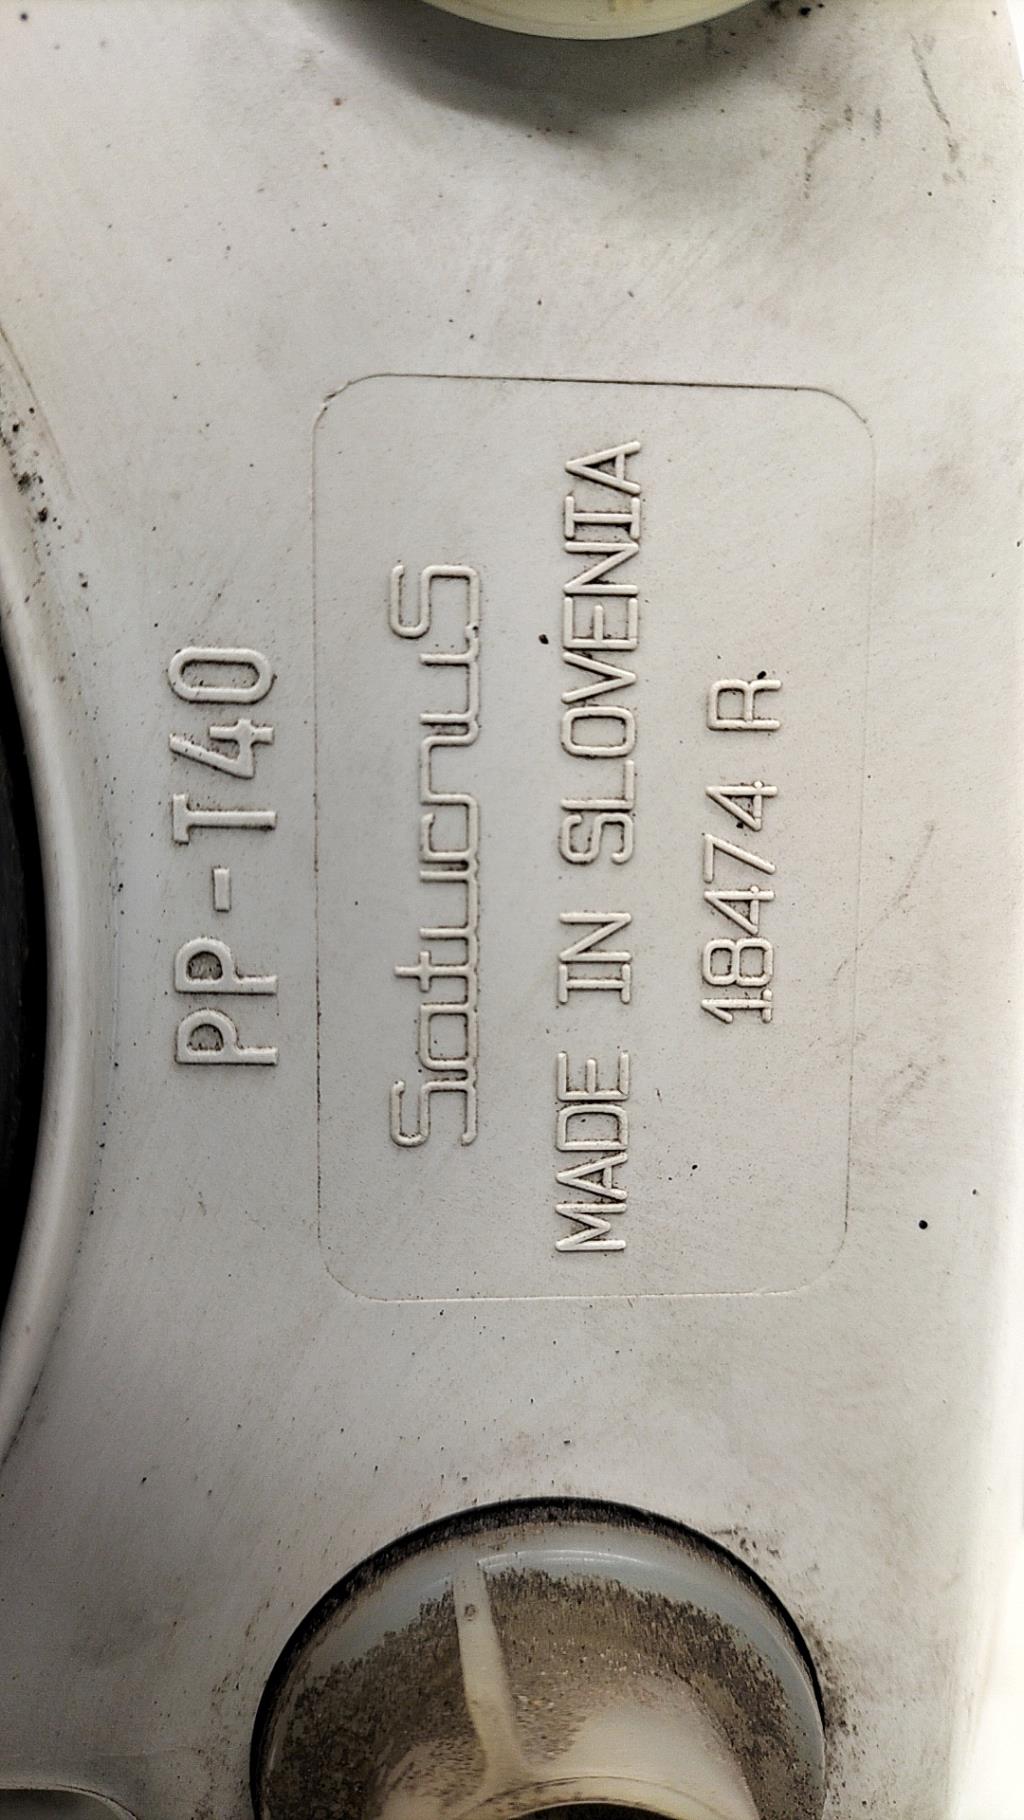 PP-T40
Saturnus
MADE IN SLOVENIA
18474 R